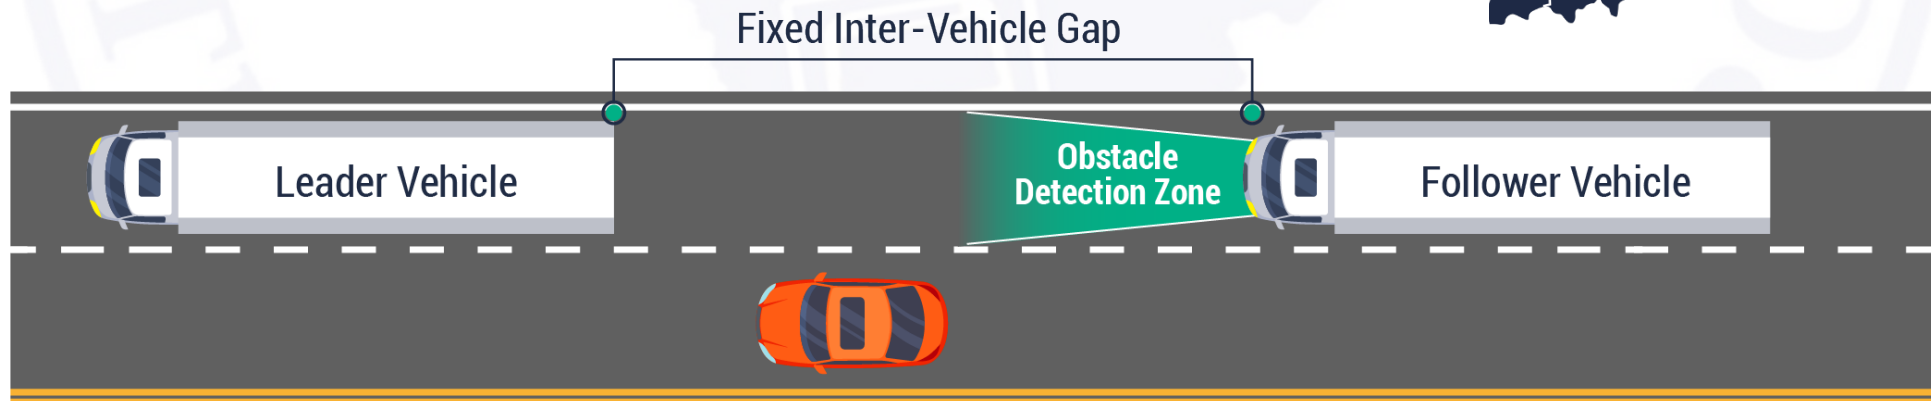 Fixed Inter-Vehicle Gap
Leader Vehicle
Obstacle
Detection Zone
Follower Vehicle